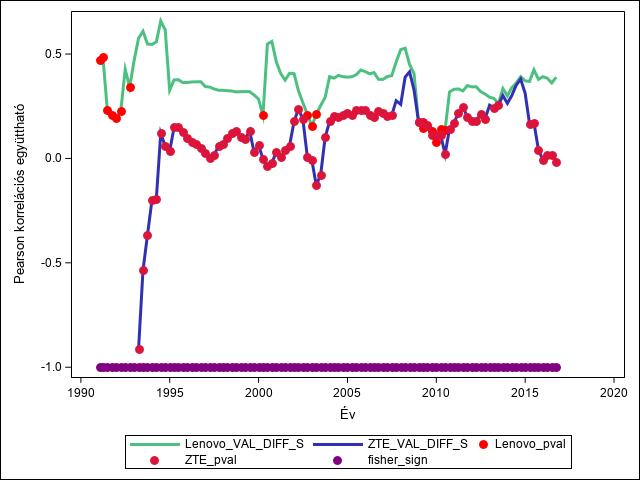 0.5
0.0
-0.5
-1.0
Pearson korrelációs együttható
1990 1995 2000 2005 2010 2015 2020
Év
Lenovo_VAL_DIFF_S ZTE_VAL_DIFF_S Lenovo_pval
ZTE_pval fisher_sign